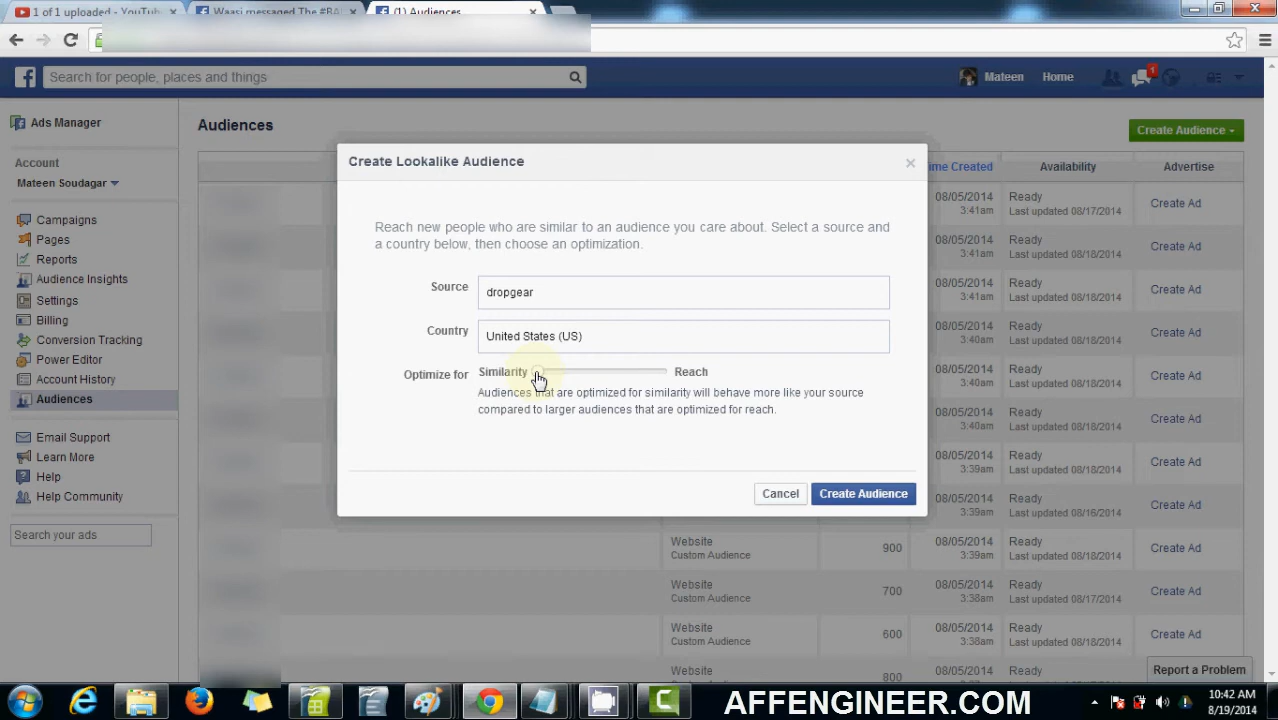 1 of 1 uploaded - YouTube
Waasi messaged The #BA
(1) Audiences
Search for people, places and things
Mateen
Home
1
Ads Manager
Account
Mateen Soudagar
Campaigns
Pages
Reports
Audience Insights
Settings
Billing
Conversion Tracking
Power Editor
Account History
Audiences
Email Support
Learn More
Help
Help Community
Search your ads
Audiences
Create Audience
Create Lookalike Audience
Reach new people who are similar to an audience you care about. Select a source and
a country below, then choose an optimization.
Source
dropgear
Country
United States (US)
Optimize for
Similarity
Reach
Audiences that are optimized for similarity will behave more like your source
compared to larger audiences that are optimized for reach.
Cancel
Create Audience
ime Created
Availability
Advertise
08/05/2014
3:41am
Ready
Last updated 08/17/2014
Create Ad
08/05/2014
3:41am
Ready
Last updated 08/18/2014
Create Ad
08/05/2014
3:41am
Ready
Last updated 08/18/2014
Create Ad
08/05/2014
3:40am
Ready
Last updated 08/18/2014
Create Ad
08/05/2014
3:40am
Ready
Last updated 08/18/2014
Create Ad
08/05/2014
3:40am
Ready
Last updated 08/18/2014
Create Ad
08/05/2014
3:39am
Ready
Last updated 08/18/2014
Create Ad
08/05/2014
3:39am
Ready
Last updated 08/16/2014
Create Ad
Website
Custom Audience
900
08/05/2014
3:39am
Ready
Last updated 08/18/2014
Create Ad
Website
Custom Audience
700
08/05/2014
3:38am
Ready
Last updated 08/17/2014
Create Ad
Website
Custom Audience
600
08/05/2014
3:38am
Ready
Last updated 08/18/2014
Create Ad
Website
Custom Audience
800
08/05/2014
Ready
Report a Problem
AFFENGINEER.COM
10:42 AM
8/19/2014